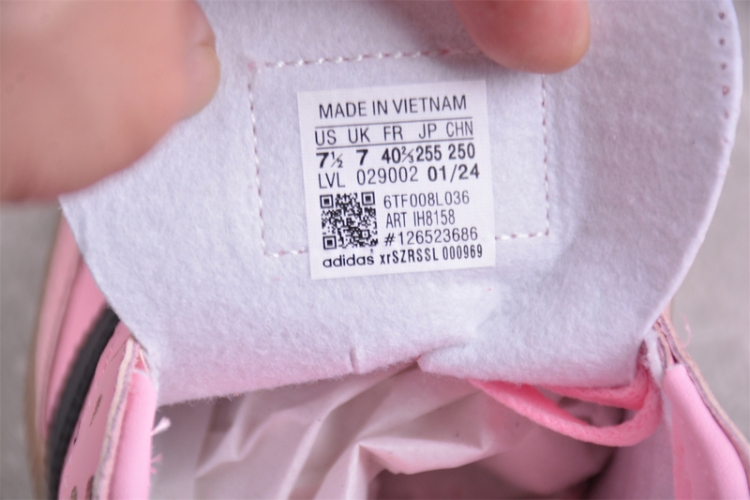 MADE IN VIETNAM
US UK FR JP CHN
7½ 7 40⅔ 255 250
LVL 029002 01/24
6TF008L036
ART IH8158
#126523686
adidas xrSZRSSL 000969